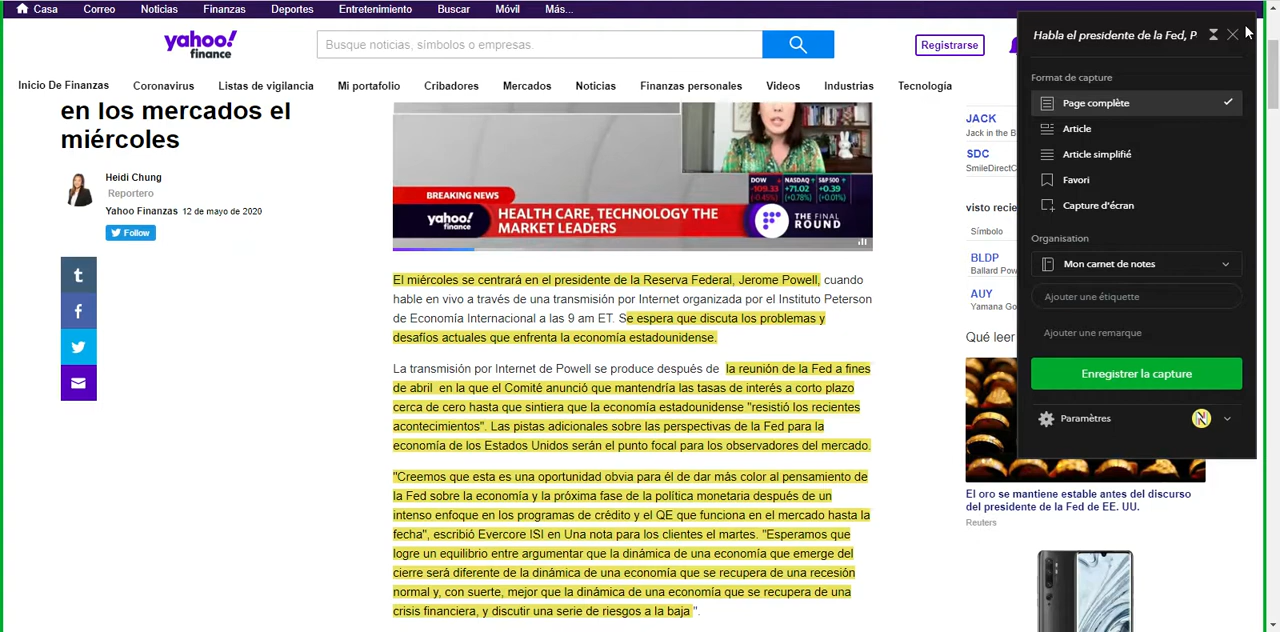 Casa Correo Noticias Finanzas Deportes Entretenimiento Buscar Móvil Más...
yahoo! finance
Busque noticias, símbolos o empresas.
Registrarse
Inicio De Finanzas Coronavirus Listas de vigilancia Mi portafolio Cribadores Mercados Noticias Finanzas personales Videos Industrias Tecnología
en los mercados el
miércoles
Heidi Chung
Reportero
Yahoo Finanzas 12 de mayo de 2020
Follow
BREAKING NEWS
yahoo! finance
HEALTH CARE, TECHNOLOGY THE
MARKET LEADERS
DOW NASDAQ S&P 500
-109.33 +71.02 +0.39
(-0.45%) (+0.78%) (+0.01%)
THE FINAL
ROUND
El miércoles se centrará en el presidente de la Reserva Federal, Jerome Powell, cuando
hable en vivo a través de una transmisión por Internet organizada por el Instituto Peterson
de Economía Internacional a las 9 am ET. Se espera que discuta los problemas y
desafíos actuales que enfrenta la economía estadounidense.
La transmisión por Internet de Powell se produce después de la reunión de la Fed a fines
de abril en la que el Comité anunció que mantendría las tasas de interés a corto plazo
cerca de cero hasta que sintiera que la economía estadounidense "resistió los recientes
acontecimientos". Las pistas adicionales sobre las perspectivas de la Fed para la
economía de los Estados Unidos serán el punto focal para los observadores del mercado.
"Creemos que esta es una oportunidad obvia para él de dar más color al pensamiento de
la Fed sobre la economía y la próxima fase de la política monetaria después de un
intenso enfoque en los programas de crédito y el QE que funciona en el mercado hasta la
fecha", escribió Evercore ISI en Una nota para los clientes el martes. "Esperamos que
logre un equilibrio entre argumentar que la dinámica de una economía que emerge del
cierre será diferente de la dinámica de una economía que se recupera de una recesión
normal y, con suerte, mejor que la dinámica de una economía que se recupera de una
crisis financiera, y discutir una serie de riesgos a la baja ".
JACK
Jack in the B
SDC
SmileDirectC
visto recie
Símbolo
BLDP
Ballard Pow
AUY
Yamana Go
Qué leer
El oro se mantiene estable antes del discurso
del presidente de la Fed de EE. UU.
Reuters
Habla el presidente de la Fed, P
Format de capture
Page complète
Article
Article simplifié
Favori
Capture d'écran
Organisation
Mon carnet de notes
Ajouter une étiquette
Ajouter une remarque
Enregistrer la capture
Paramètres